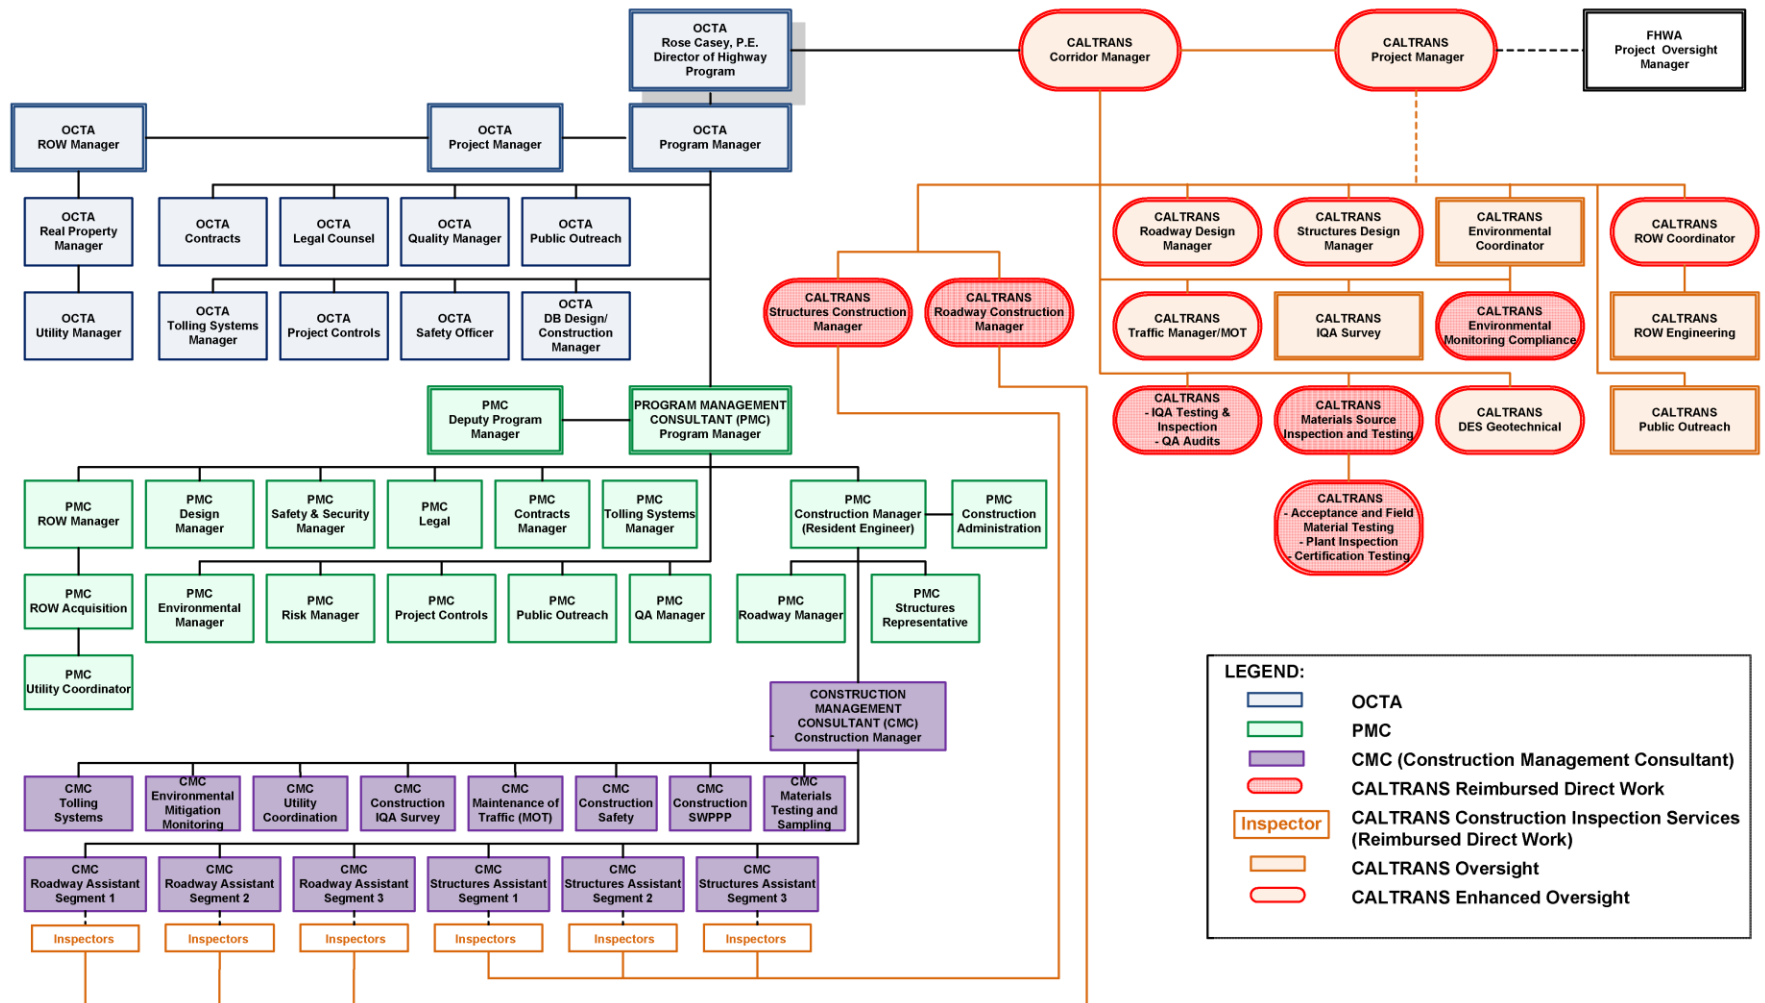 OCTA
Rose Casey, P.E.
Director of Highway
Program
CALTRANS
Corridor Manager
CALTRANS
Project Manager
FHWA
Project Oversight
Manager
OCTA
ROW Manager
OCTA
Project Manager
OCTA
Program Manager
OCTA
Real Property
Manager
OCTA
Contracts
OCTA
Legal Counsel
OCTA
Quality Manager
OCTA
Public Outreach
CALTRANS
Roadway Design
Manager
CALTRANS
Structures Design
Manager
CALTRANS
Environmental
Coordinator
CALTRANS
ROW Coordinator
OCTA
Utility Manager
OCTA
Tolling Systems
Manager
OCTA
Project Controls
OCTA
Safety Officer
OCTA
DB Design/
Construction
Manager
CALTRANS
Structures Construction
Manager
CALTRANS
Roadway Construction
Manager
CALTRANS
Traffic Manager/MOT
CALTRANS
IQA Survey
CALTRANS
Environmental
Monitoring Compliance
CALTRANS
ROW Engineering
PMC
Deputy Program
Manager
PROGRAM MANAGEMENT
CONSULTANT (PMC)
Program Manager
CALTRANS
- IQA Testing &
Inspection
- QA Audits
CALTRANS
Materials Source
Inspection and Testing
CALTRANS
DES Geotechnical
CALTRANS
Public Outreach
PMC
ROW Manager
PMC
Design
Manager
PMC
Safety & Security
Manager
PMC
Legal
PMC
Contracts
Manager
PMC
Tolling Systems
Manager
PMC
Construction Manager
(Resident Engineer)
PMC
Construction
Administration
CALTRANS
- Acceptance and Field
Material Testing
- Plant Inspection
- Certification Testing
PMC
ROW Acquisition
PMC
Environmental
Manager
PMC
Risk Manager
PMC
Project Controls
PMC
Public Outreach
PMC
QA Manager
PMC
Roadway Manager
PMC
Structures
Representative
PMC
Utility Coordinator
CONSTRUCTION
MANAGEMENT
CONSULTANT (CMC)
- Construction Manager
CMC
Tolling
Systems
CMC
Environmental
Mitigation
Monitoring
CMC
Utility
Coordination
CMC
Construction
IQA Survey
CMC
Maintenance of
Traffic (MOT)
CMC
Construction
Safety
CMC
Construction
SWPPP
CMC
Materials
Testing and
Sampling
CMC
Roadway Assistant
Segment 1
CMC
Roadway Assistant
Segment 2
CMC
Roadway Assistant
Segment 3
CMC
Structures Assistant
Segment 1
CMC
Structures Assistant
Segment 2
CMC
Structures Assistant
Segment 3
Inspectors
Inspectors
Inspectors
Inspectors
Inspectors
Inspectors
LEGEND:
OCTA
PMC
CMC (Construction Management Consultant)
CALTRANS Reimbursed Direct Work
Inspector
CALTRANS Construction Inspection Services
(Reimbursed Direct Work)
CALTRANS Oversight
CALTRANS Enhanced Oversight